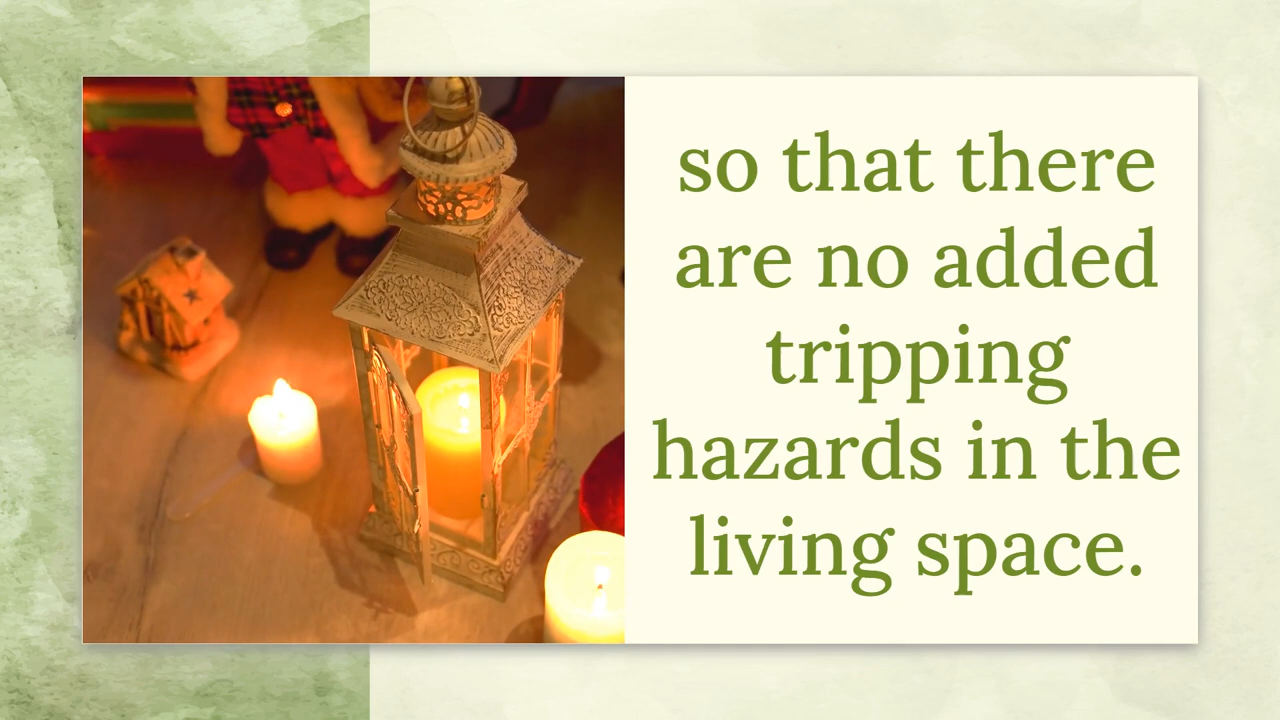 so that there
are no added
tripping
hazards in the
living space.